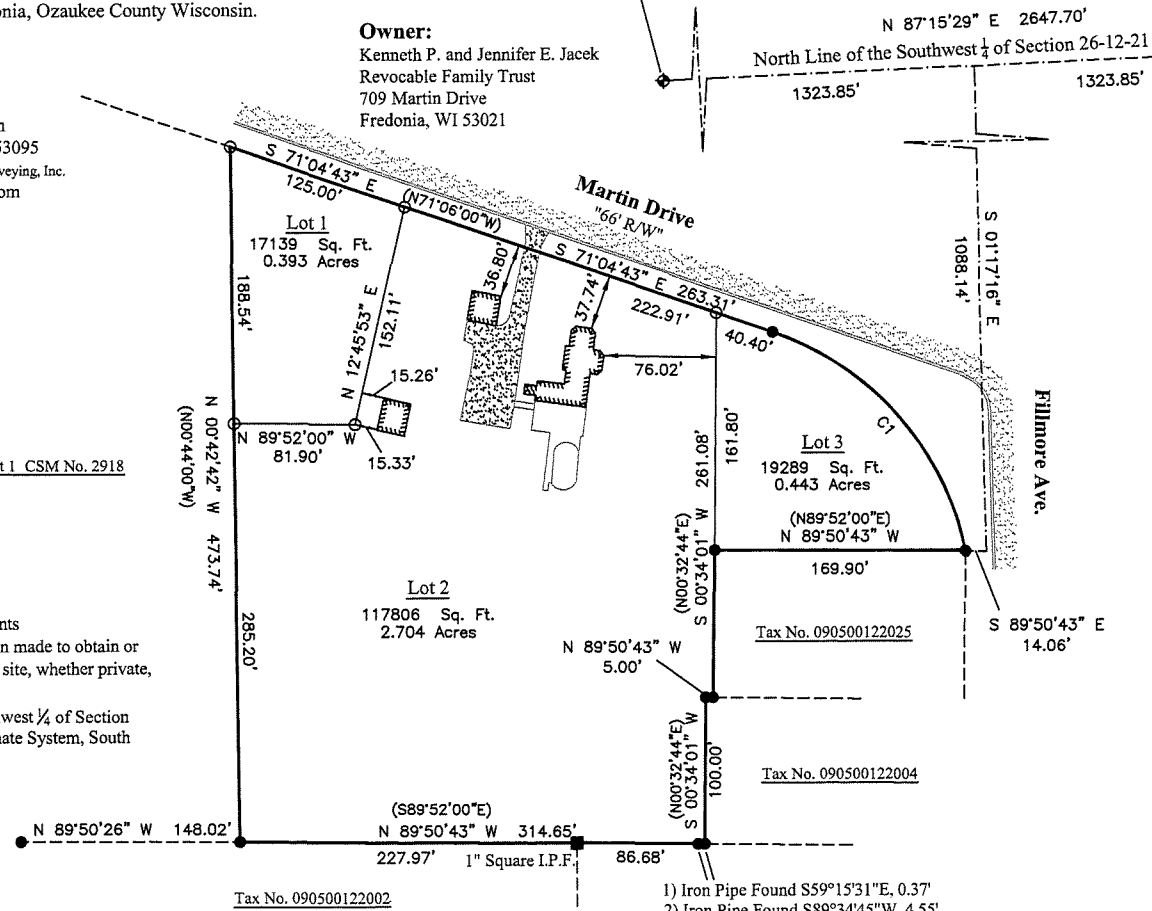 nia, Ozaukee County Wisconsin.
Owner:
Kenneth P. and Jennifer E. Jacek
Revocable Family Trust
709 Martin Drive
Fredonia, WI 53021
N 87°15'29" E 2647.70'
North Line of the Southwest 1/4 of Section 26-12-21
1323.85'
1323.85'
53095
veying, Inc.
om
S 71°04'43" E
125.00'
(N71°06'00"W)
Martin Drive
"66' R/W"
S 71°04'43" E 263.31'
222.91'
40.40'
S 01°17'16" E
1088.14'
Lot 1
17139 Sq. Ft.
0.393 Acres
188.54'
N 12°45'53" E
152.11'
36.80'
37.74'
76.02'
15.26'
15.33'
N 89°52'00" W
81.90'
C1
Fillmore Ave.
Lot 3
19289 Sq. Ft.
0.443 Acres
261.08'
161.80'
(N89°52'00"E)
N 89°50'43" W
169.90'
t 1 CSM No. 2918
N 00°42'42" W 473.74'
(N00°44'00"W)
(N00°32'44"E)
S 00°34'01" W
Lot 2
117806 Sq. Ft.
2.704 Acres
285.20'
nts
n made to obtain or
site, whether private,
west 1/4 of Section
nate System, South
S 89°50'43" E
14.06'
Tax No. 090500122025
N 89°50'43" W
5.00'
(N00°32'44"E)
S 00°34'01" W
100.00'
Tax No. 090500122004
(S89°52'00"E)
N 89°50'26" W 148.02'
N 89°50'43" W 314.65'
227.97'
1" Square I.P.F.
86.68'
Tax No. 090500122002
1) Iron Pipe Found S59°15'31"E, 0.37'
2) Iron Pipe Found S89°34'45"W, 4.55'